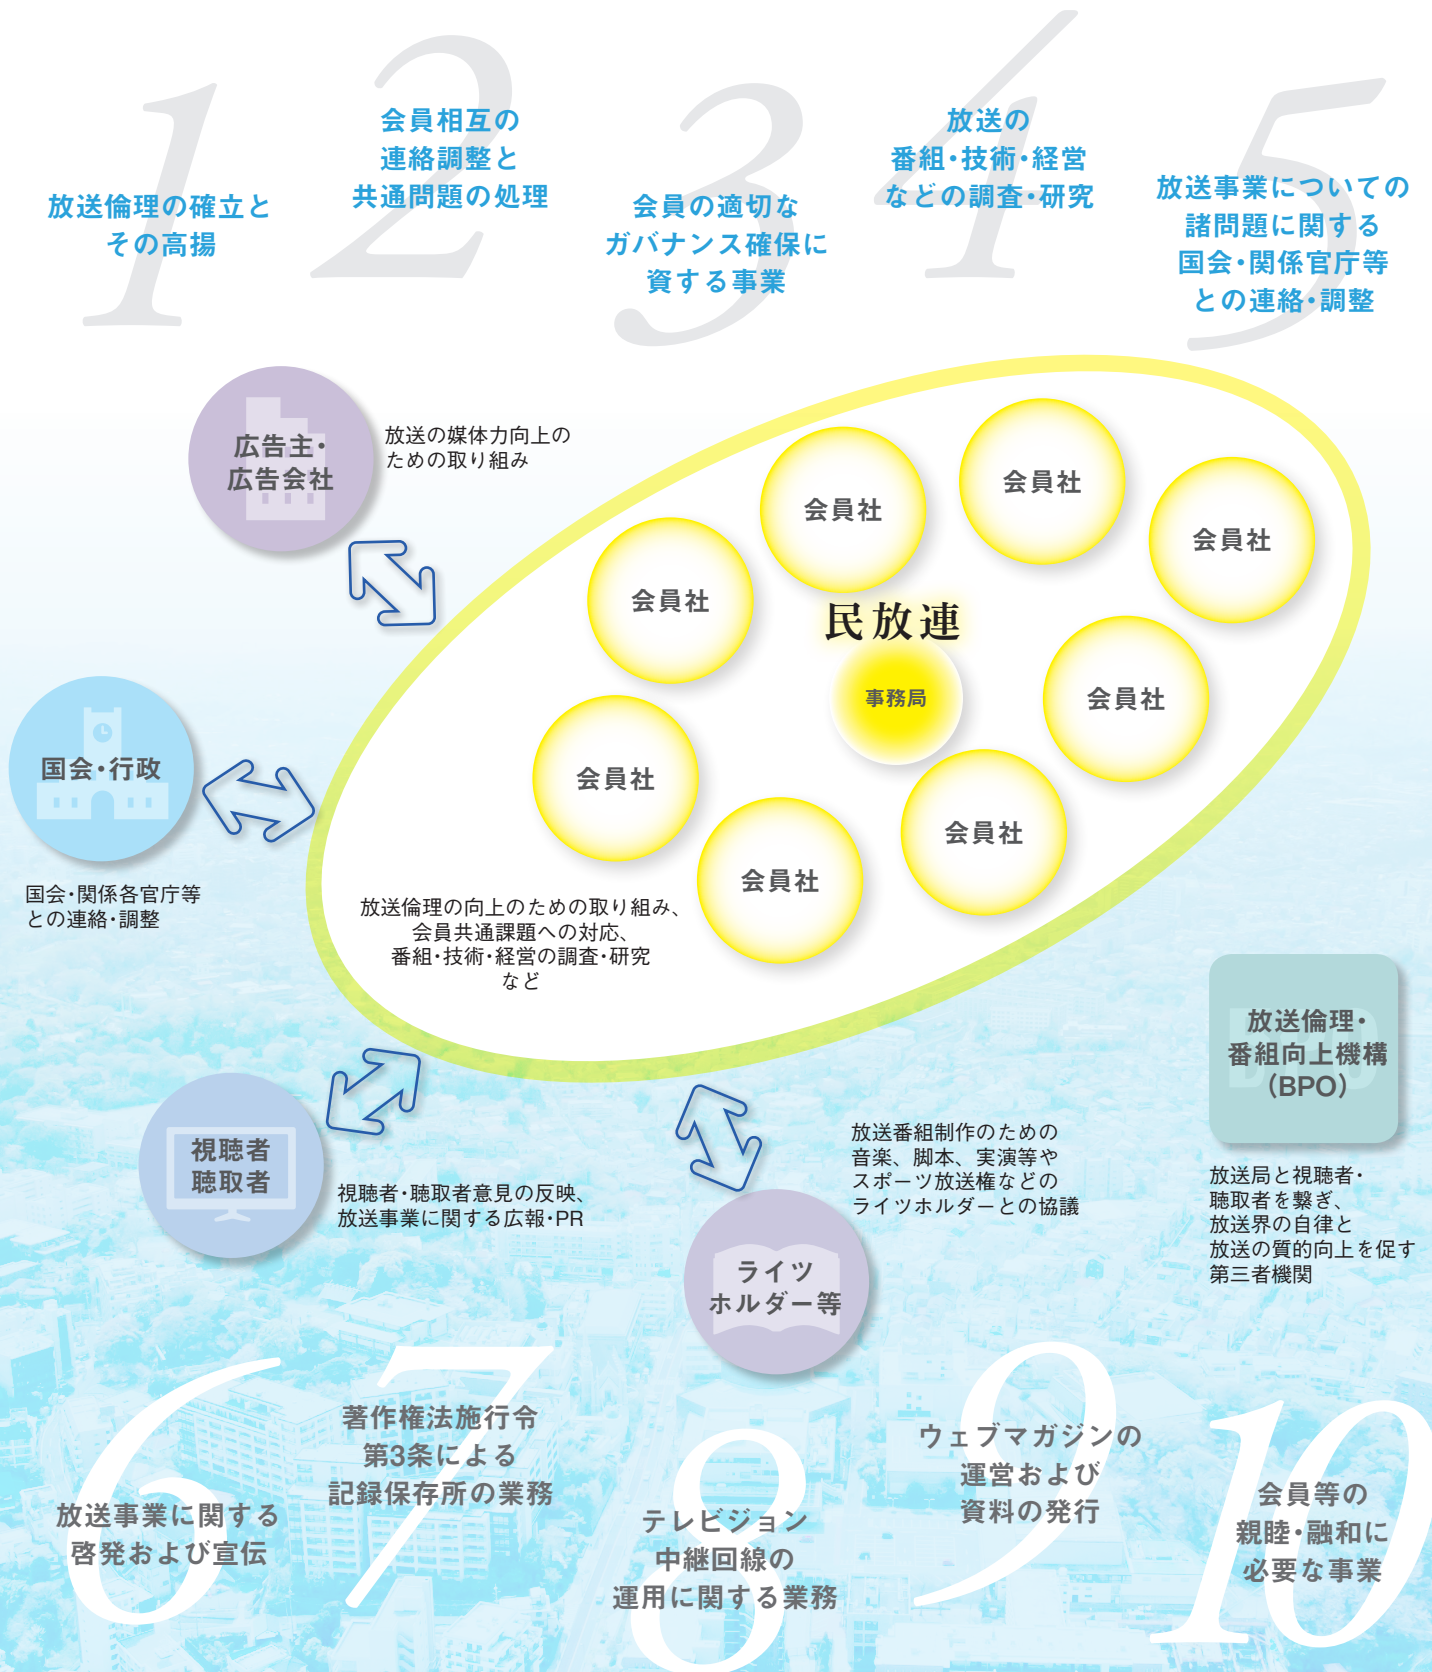 1
放送倫理の確立と
その高揚
2
会員相互の
連絡調整と
共通問題の処理
3
会員の適切な
ガバナンス確保に
資する事業
4
放送の
番組・技術・経営
などの調査・研究
5
放送事業についての
諸問題に関する
国会・関係官庁等
との連絡・調整
広告主・
広告会社
放送の媒体力向上の
ための取り組み
会員社
会員社
会員社
会員社
民放連
事務局
会員社
会員社
会員社
会員社
国会・行政
国会・関係各官庁等
との連絡・調整
放送倫理の向上のための取り組み、
会員共通課題への対応、
番組・技術・経営の調査・研究
など
視聴者
聴取者
視聴者・聴取者意見の反映、
放送事業に関する広報・PR
ライツ
ホルダー等
放送番組制作のための
音楽、脚本、実演等や
スポーツ放送権などの
ライツホルダーとの協議
BPO
放送倫理・
番組向上機構
（BPO）
放送局と視聴者・
聴取者を繋ぎ、
放送界の自律と
放送の質的向上を促す
第三者機関
6
放送事業に関する
啓発および宣伝
7
著作権法施行令
第3条による
記録保存所の業務
8
テレビジョン
中継回線の
運用に関する業務
9
ウェブマガジンの
運営および
資料の発行
10
会員等の
親睦・融和に
必要な事業